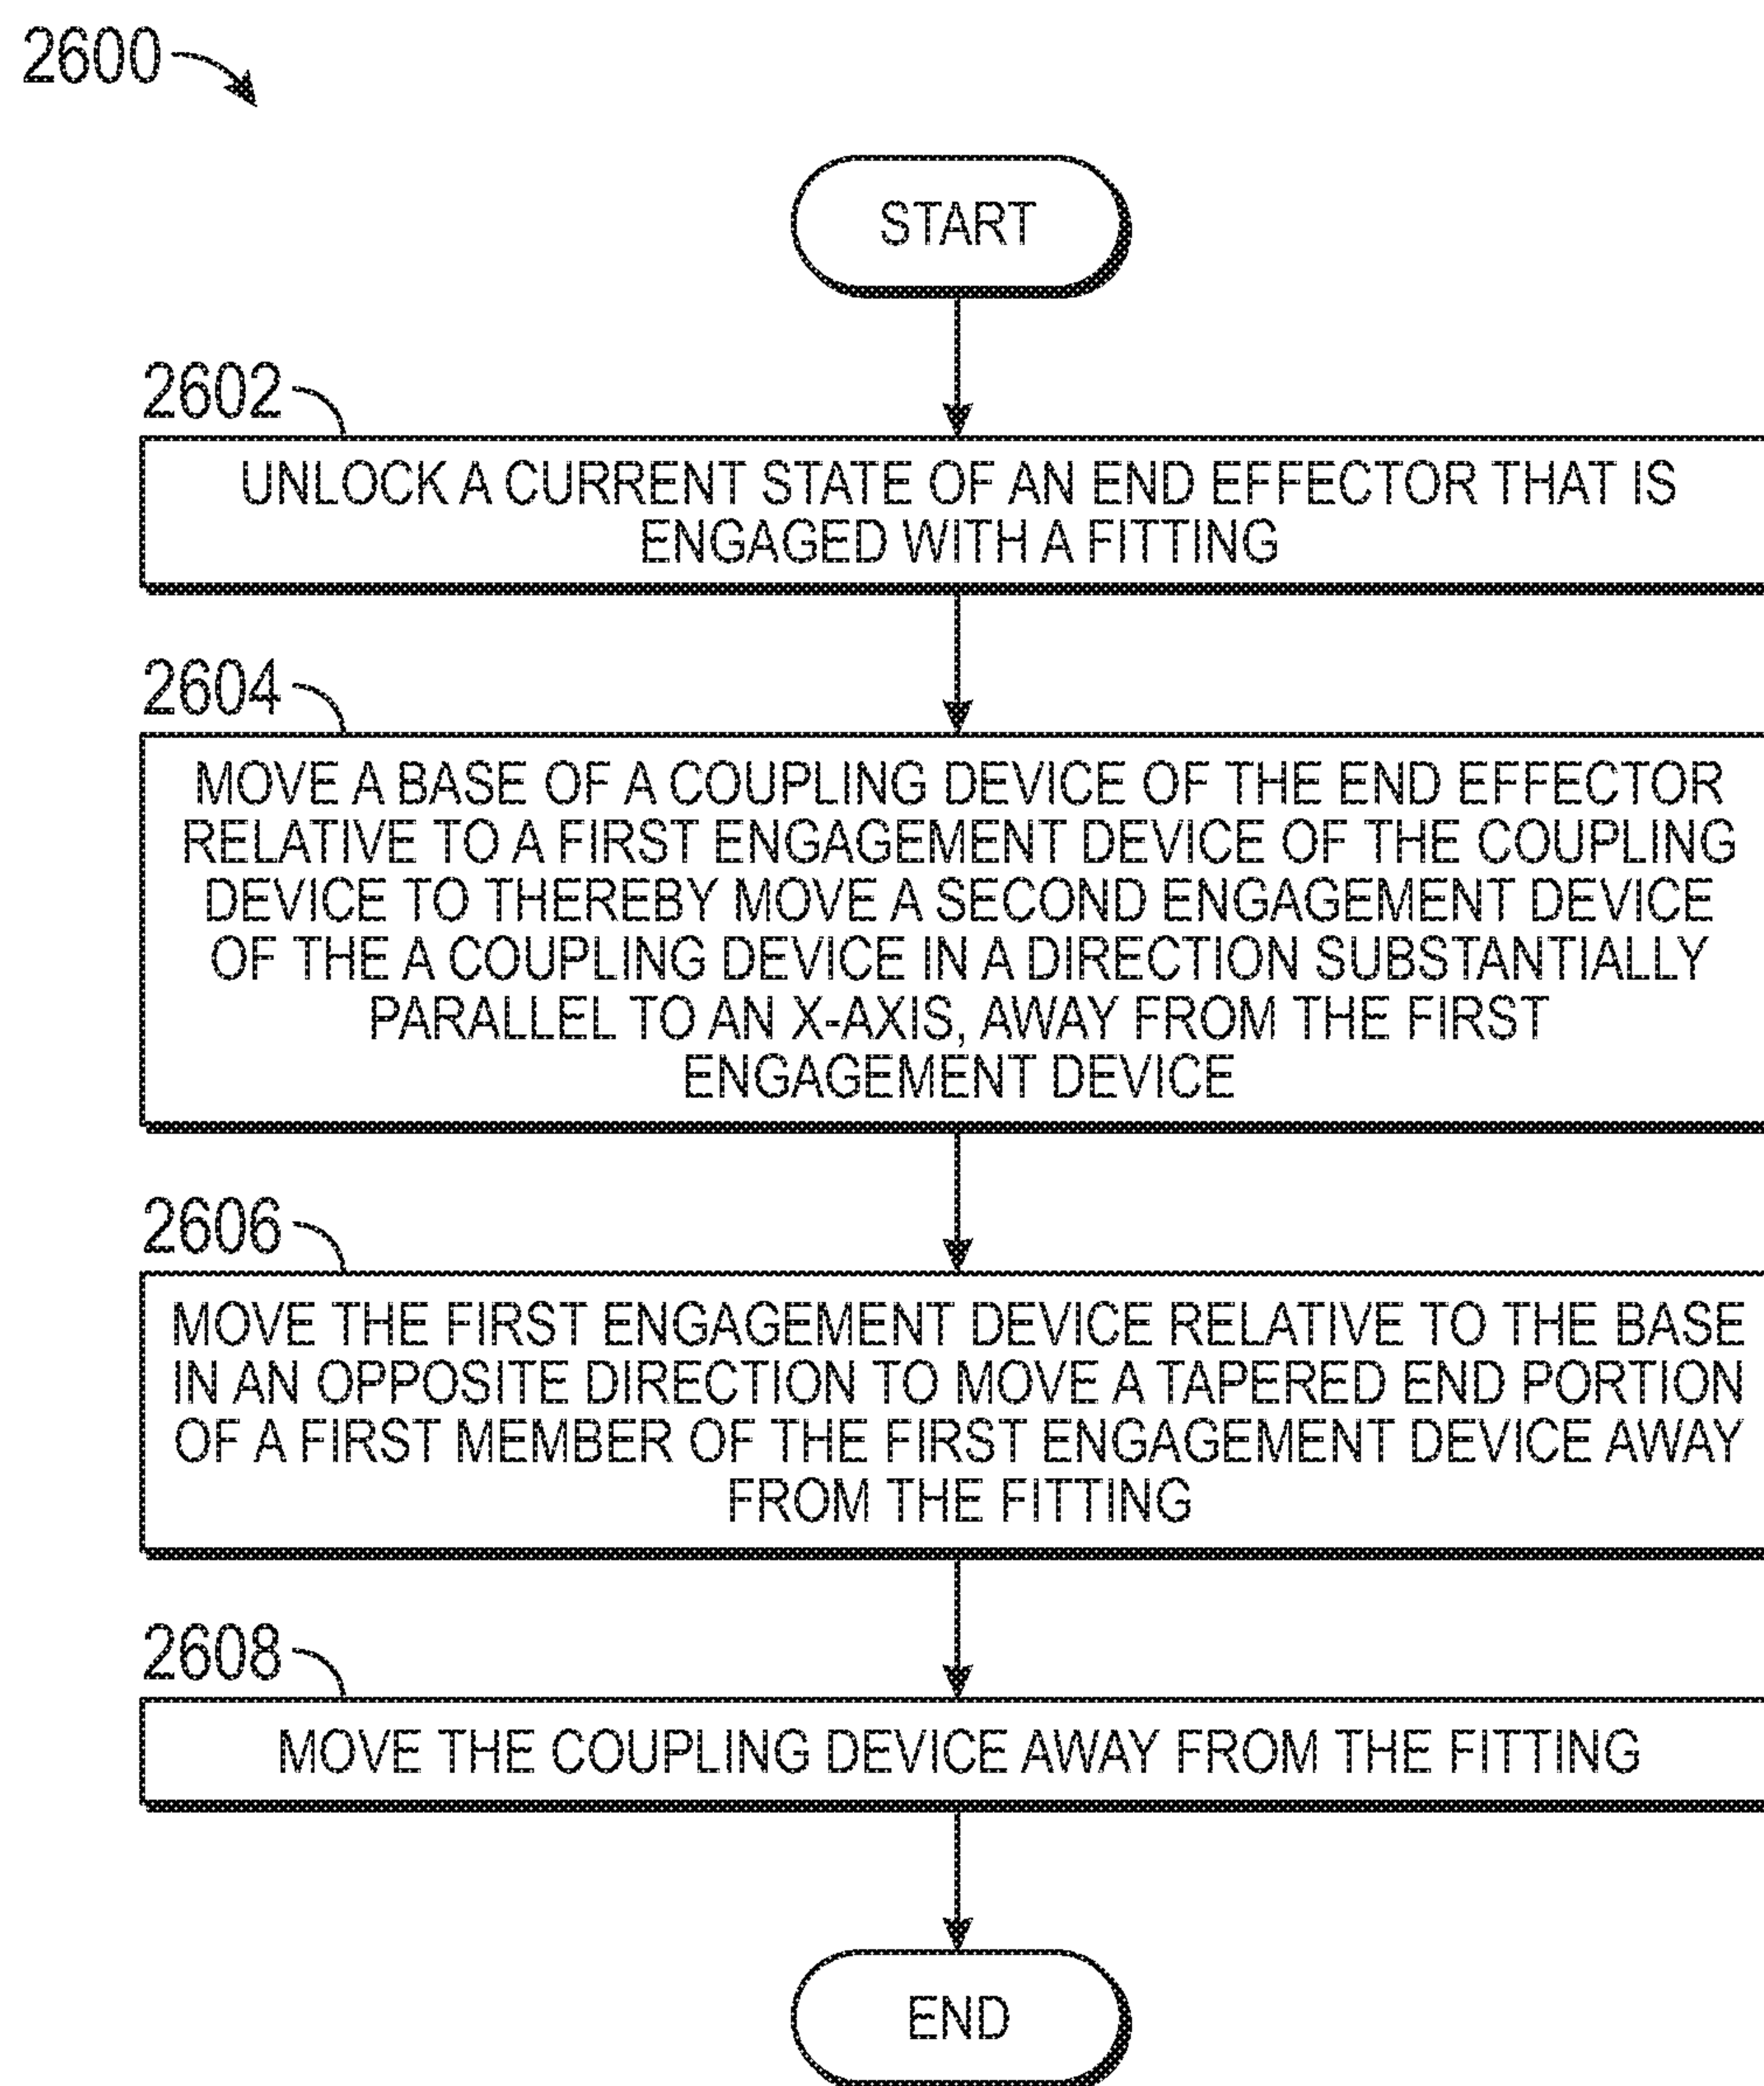 2600
START
2602
UNLOCK A CURRENT STATE OF AN END EFFECTOR THAT IS
ENGAGED WITH A FITTING
2604
MOVE A BASE OF A COUPLING DEVICE OF THE END EFFECTOR
RELATIVE TO A FIRST ENGAGEMENT DEVICE OF THE COUPLING
DEVICE TO THEREBY MOVE A SECOND ENGAGEMENT DEVICE
OF THE A COUPLING DEVICE IN A DIRECTION SUBSTANTIALLY
PARALLEL TO AN X-AXIS, AWAY FROM THE FIRST
ENGAGEMENT DEVICE
2606
MOVE THE FIRST ENGAGEMENT DEVICE RELATIVE TO THE BASE
IN AN OPPOSITE DIRECTION TO MOVE A TAPERED END PORTION
OF A FIRST MEMBER OF THE FIRST ENGAGEMENT DEVICE AWAY
FROM THE FITTING
2608
MOVE THE COUPLING DEVICE AWAY FROM THE FITTING
END